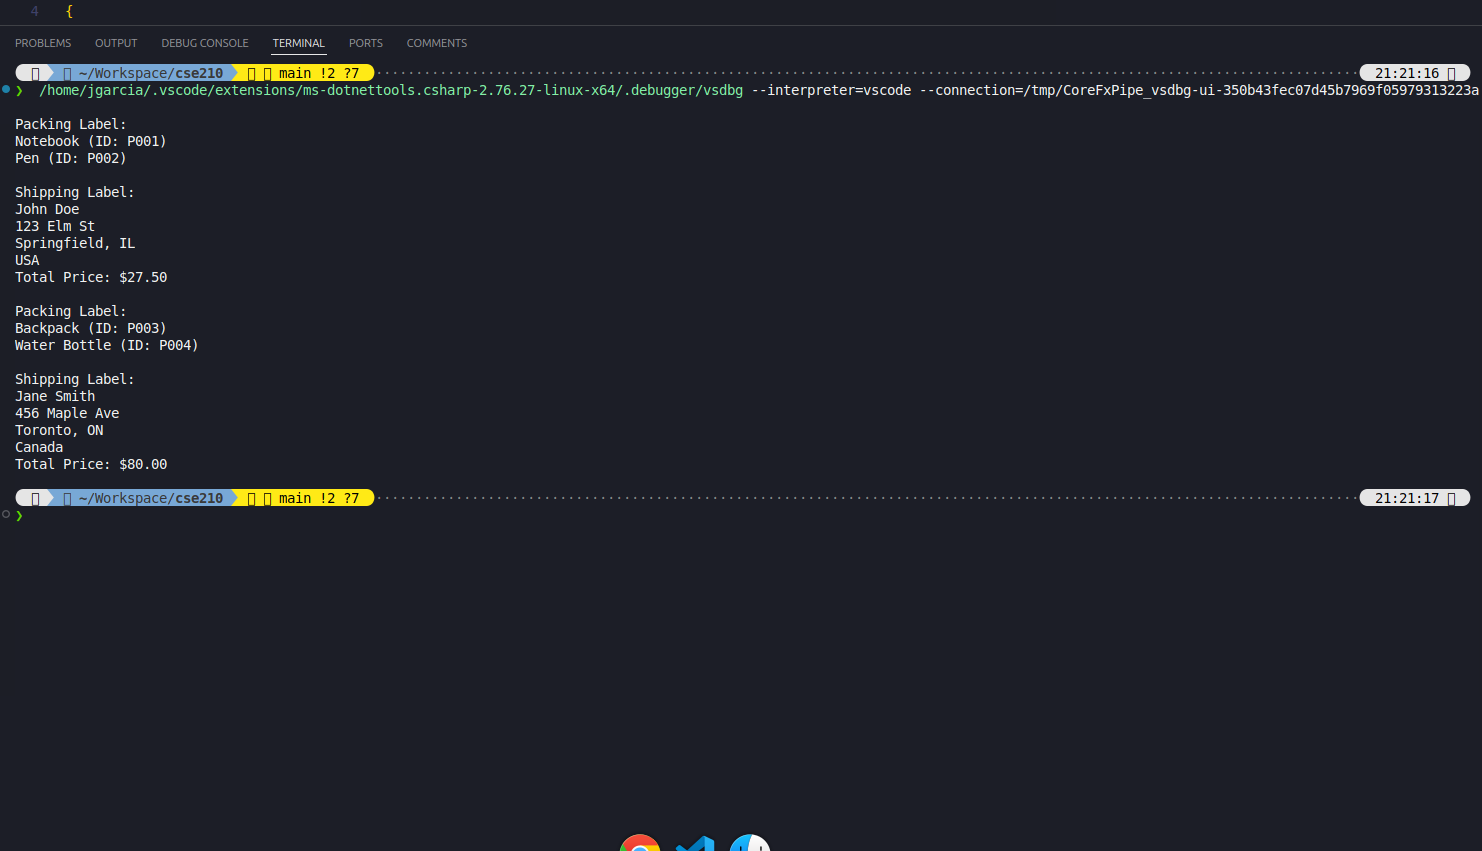 4 {
PROBLEMS OUTPUT DEBUG CONSOLE TERMINAL PORTS COMMENTS
~/Workspace/cse210 main !2 ?7 21:21:16
❯ /home/jgarcia/.vscode/extensions/ms-dotnettools.csharp-2.76.27-linux-x64/.debugger/vsdbg --interpreter=vscode --connection=/tmp/CoreFxPipe_vsdbg-ui-350b43fec07d45b7969f05979313223a
Packing Label:
Notebook (ID: P001)
Pen (ID: P002)
Shipping Label:
John Doe
123 Elm St
Springfield, IL
USA
Total Price: $27.50
Packing Label:
Backpack (ID: P003)
Water Bottle (ID: P004)
Shipping Label:
Jane Smith
456 Maple Ave
Toronto, ON
Canada
Total Price: $80.00
~/Workspace/cse210 main !2 ?7 21:21:17
❯